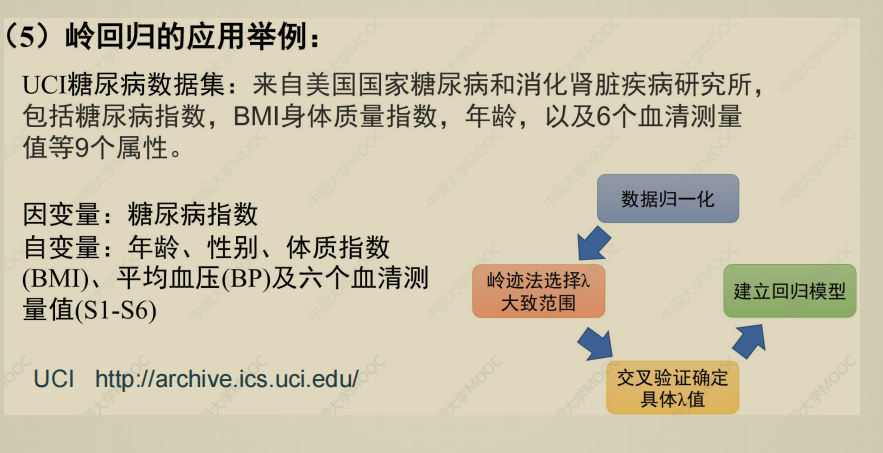 （5）岭回归的应用举例：
UCI糖尿病数据集：来自美国国家糖尿病和消化肾脏疾病研究所，
包括糖尿病指数，BMI身体质量指数，年龄，以及6个血清测量
值等9个属性。
因变量：糖尿病指数
自变量：年龄、性别、体质指数
(BMI)、平均血压(BP)及六个血清测
量值(S1-S6)
UCI http://archive.ics.uci.edu/
数据归一化
岭迹法选择λ
大致范围
交叉验证确定
具体λ值
建立回归模型
中国大学MOOC